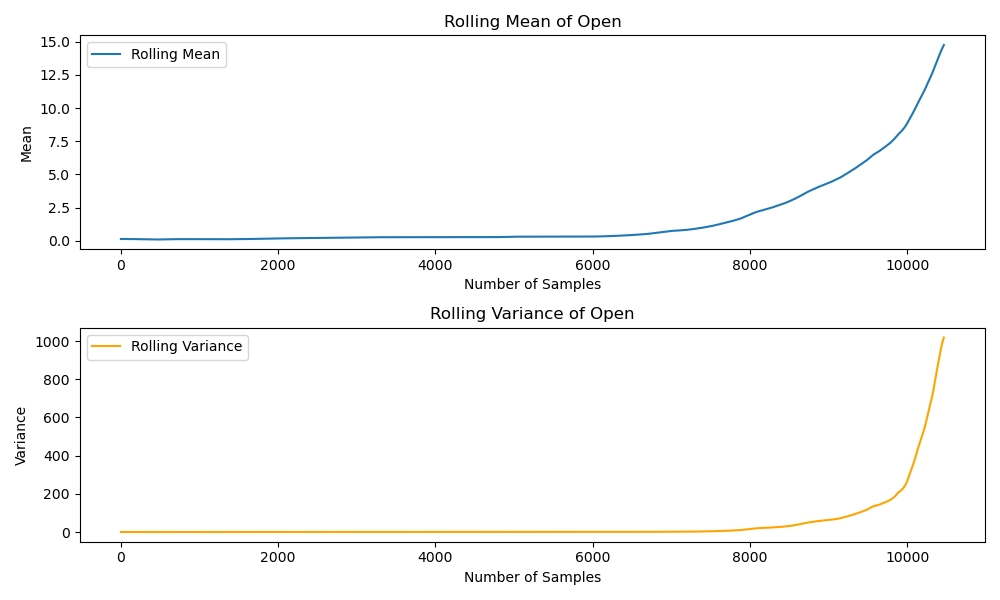 Rolling Mean of Open
15.0
12.5
10.0
7.5
5.0
2.5
0.0
Mean
Rolling Mean
0 2000 4000 6000 8000 10000
Number of Samples
Rolling Variance of Open
1000
800
600
400
200
0
Variance
Rolling Variance
0 2000 4000 6000 8000 10000
Number of Samples